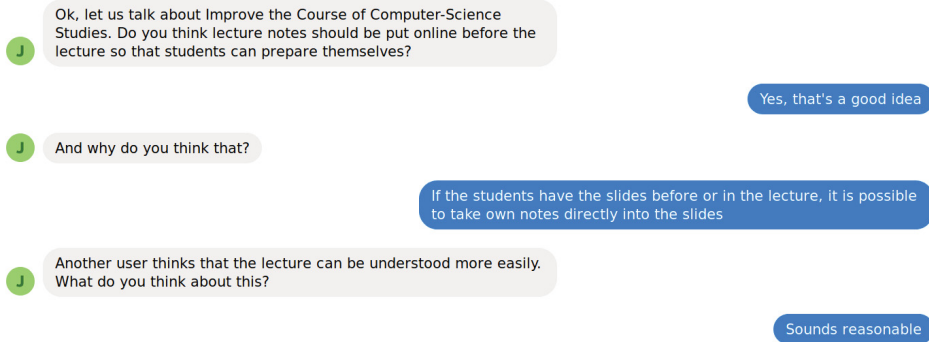 Ok, let us talk about Improve the Course of Computer-Science
Studies. Do you think lecture notes should be put online before the
lecture so that students can prepare themselves?
J
Yes, that's a good idea
J
And why do you think that?
If the students have the slides before or in the lecture, it is possible
to take own notes directly into the slides
Another user thinks that the lecture can be understood more easily.
What do you think about this?
J
Sounds reasonable